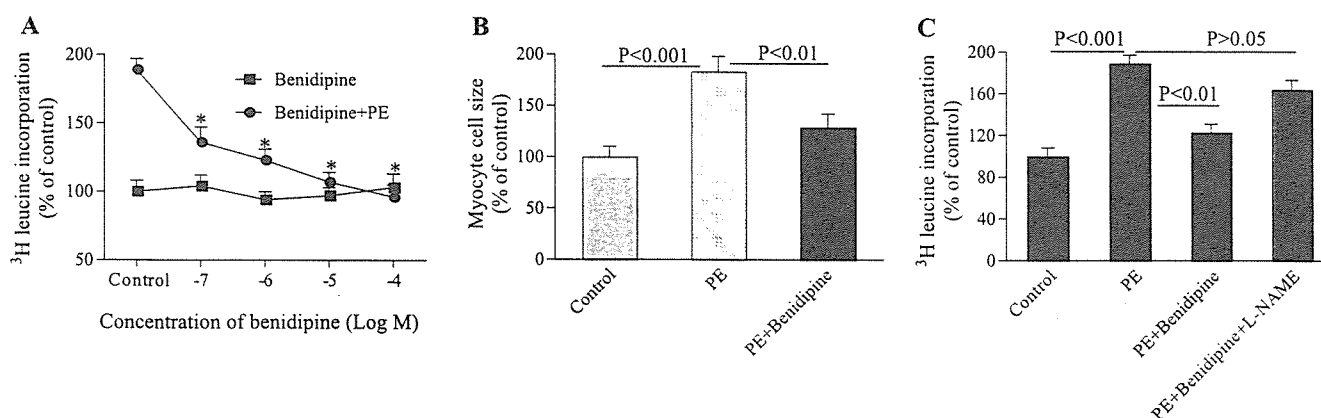 A
³H leucine incorporation
(% of control)
200
150
100
50
Benidipine
Benidipine+PE
*
*
*
*
Control
-7
-6
-5
-4
Concentration of benidipine (Log M)
B
Myocyte cell size
(% of control)
200
150
100
50
0
P<0.001
P<0.01
Control
PE
PE+Benidipine
C
³H leucine incorporation
(% of control)
200
160
120
80
40
0
P<0.001
P>0.05
P<0.01
Control
PE
PE+Benidipine
PE+Benidipine+L-NAME